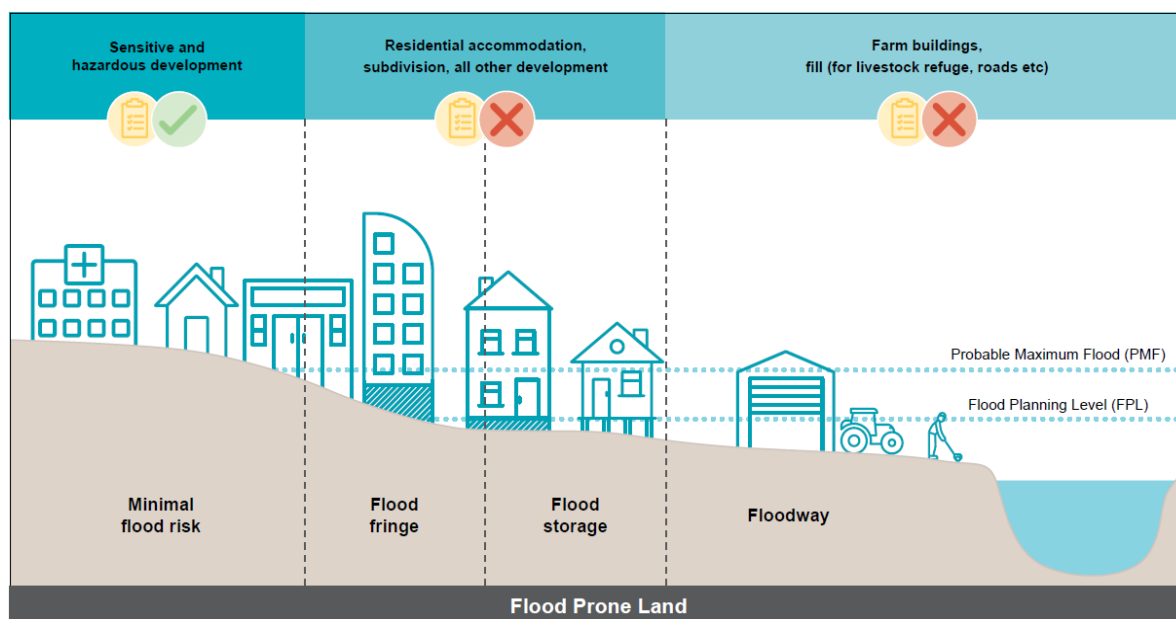 Sensitive and
hazardous development
Residential accommodation,
subdivision, all other development
Farm buildings,
fill (for livestock refuge, roads etc)
Probable Maximum Flood (PMF)
Flood Planning Level (FPL)
Minimal
flood risk
Flood
fringe
Flood
storage
Floodway
Flood Prone Land